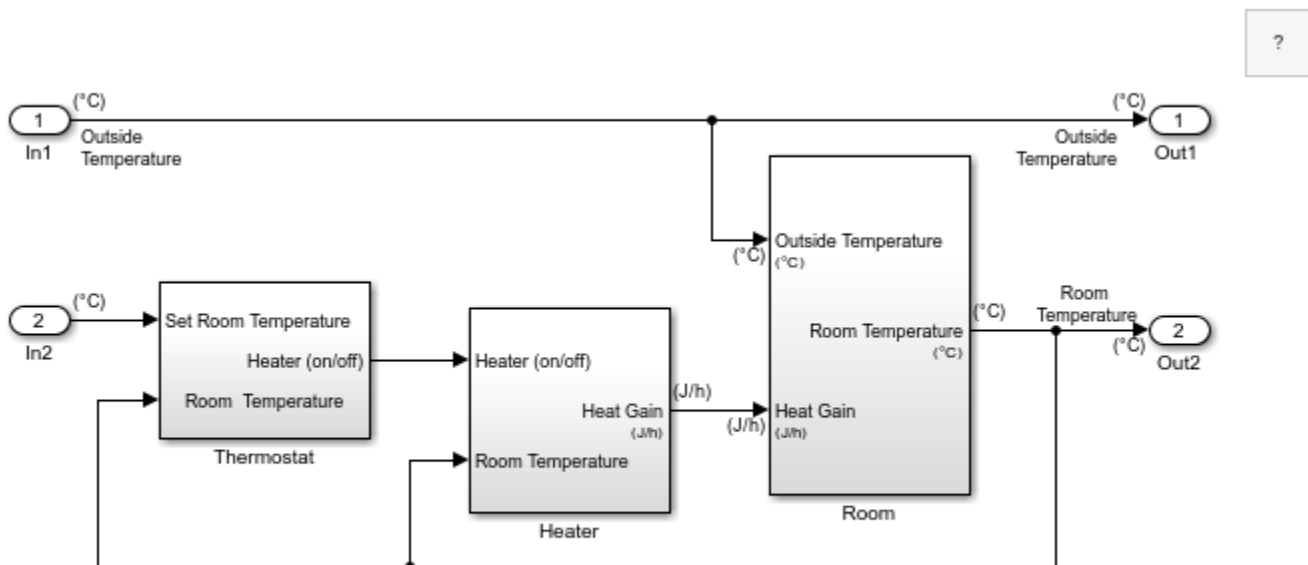 ?
(°C)
(°C)
1
1
Outside
Temperature
Outside
Temperature
In1
Out1
Outside Temperature
(°C)
(°C)
(°C)
Room
Temperature
2
Set Room Temperature
(°C)
Room Temperature
(°C)
2
(°C)
In2
Out2
Heater (on/off)
Heater (on/off)
Room  Temperature
(J/h)
Heat Gain
(J/h)
(J/h)
Heat Gain
(J/h)
Thermostat
Room Temperature
Room
Heater